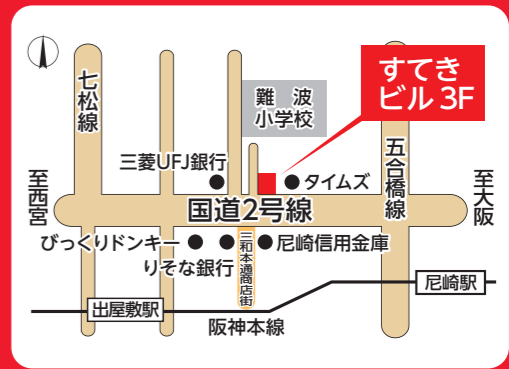 七松線
難波
小学校
すてき
ビル 3F
三菱UFJ銀行
タイムズ
五合橋線
至西宮
国道2号線
至大阪
びっくりドンキー
尼崎信用金庫
りそな銀行
三和本通商店街
尼崎駅
出屋敷駅
阪神本線